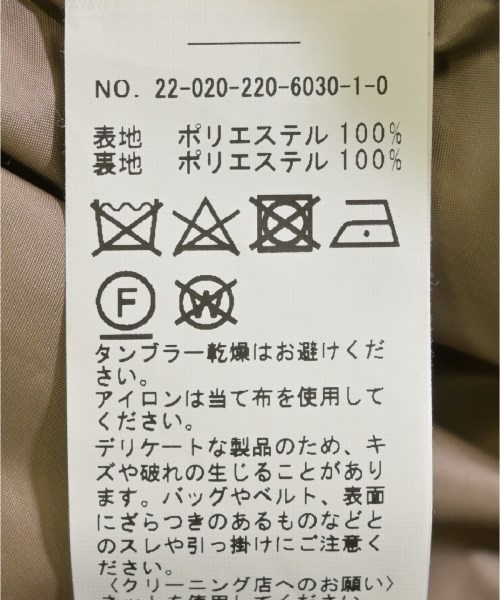 NO. 22-020-220-6030-1-0
表地 ポリエステル 100%
裏地 ポリエステル 100%
F W
タンブラー乾燥はお避けくだ
さい。
アイロンは当て布を使用して
ください。
デリケートな製品のため、キ
ズや破れの生じることがあり
ます。バッグやベルト、表面
にざらつきのあるものなどと
のスレや引っ掛けにご注意く
ださい。
〈クリーニング店へのお願い〉